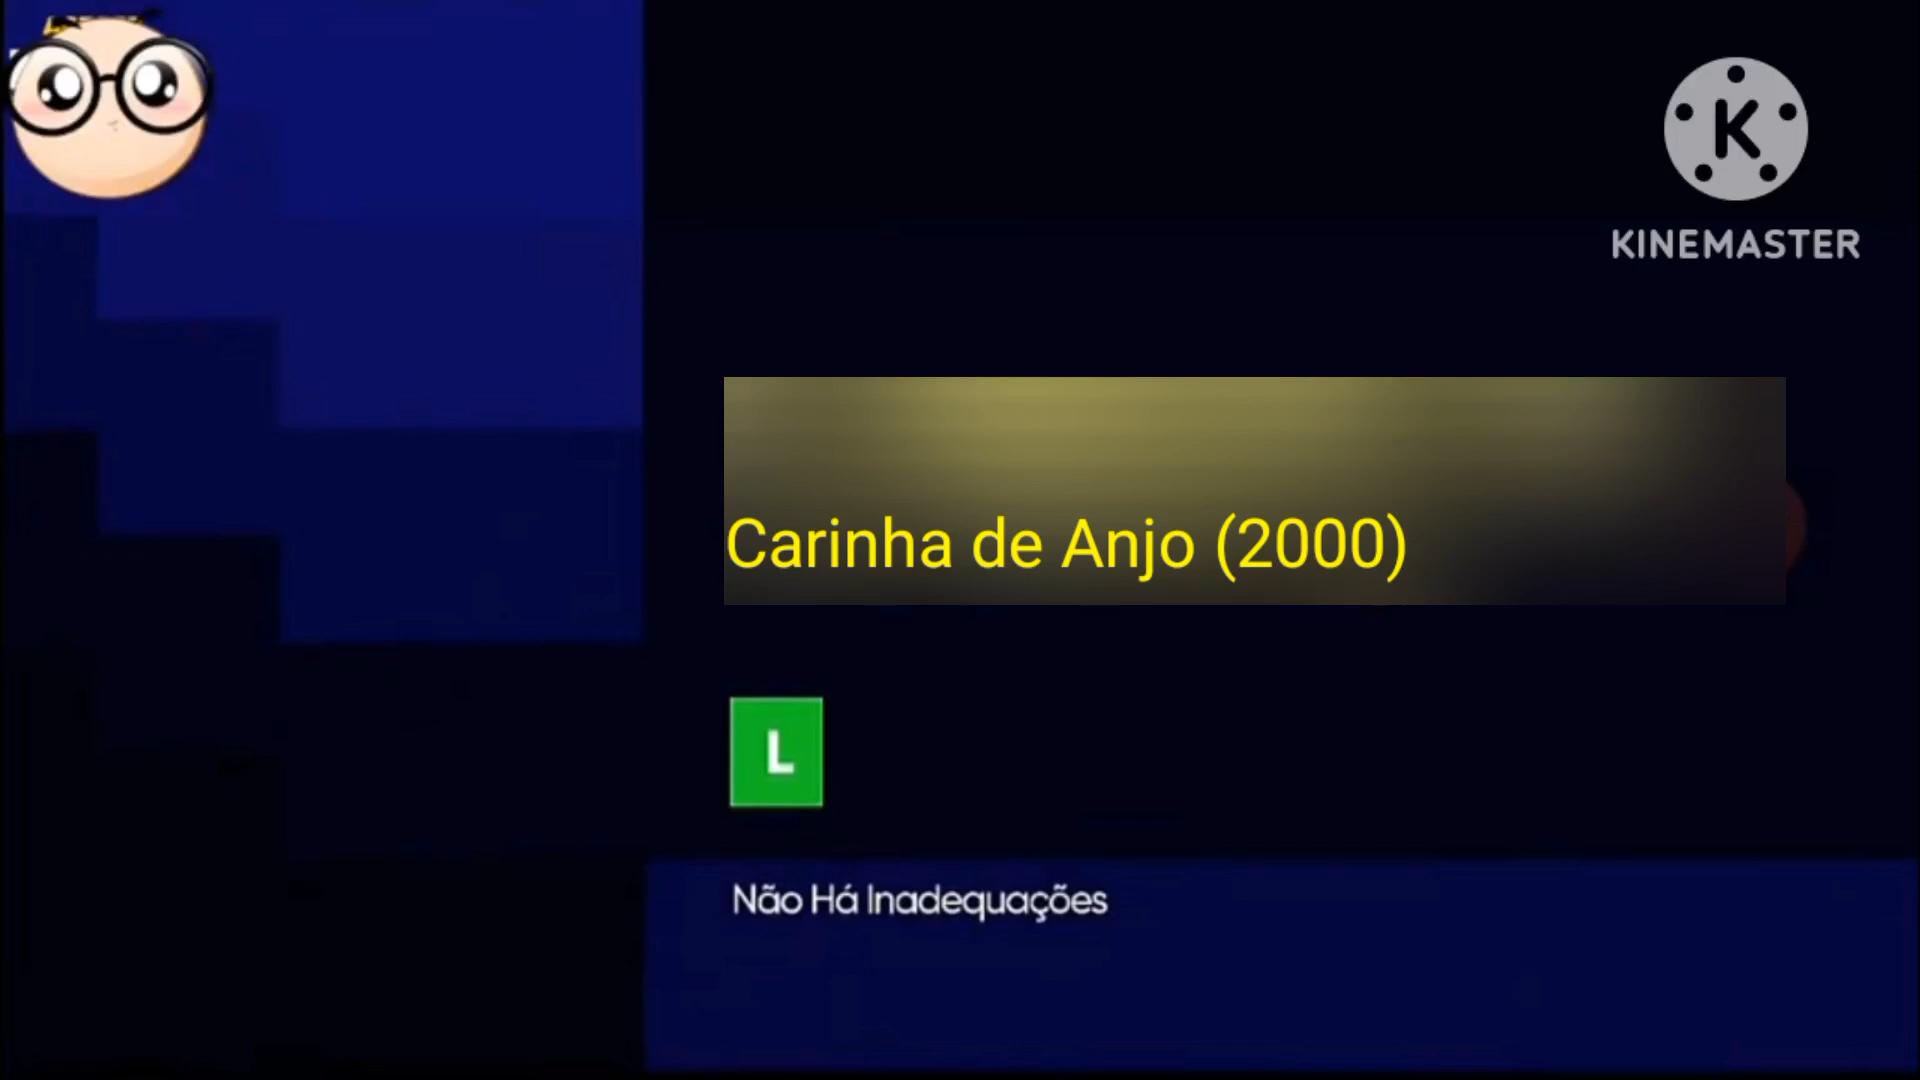 K
KINEMASTER
Carinha de Anjo (2000)
L
Não Há Inadequações